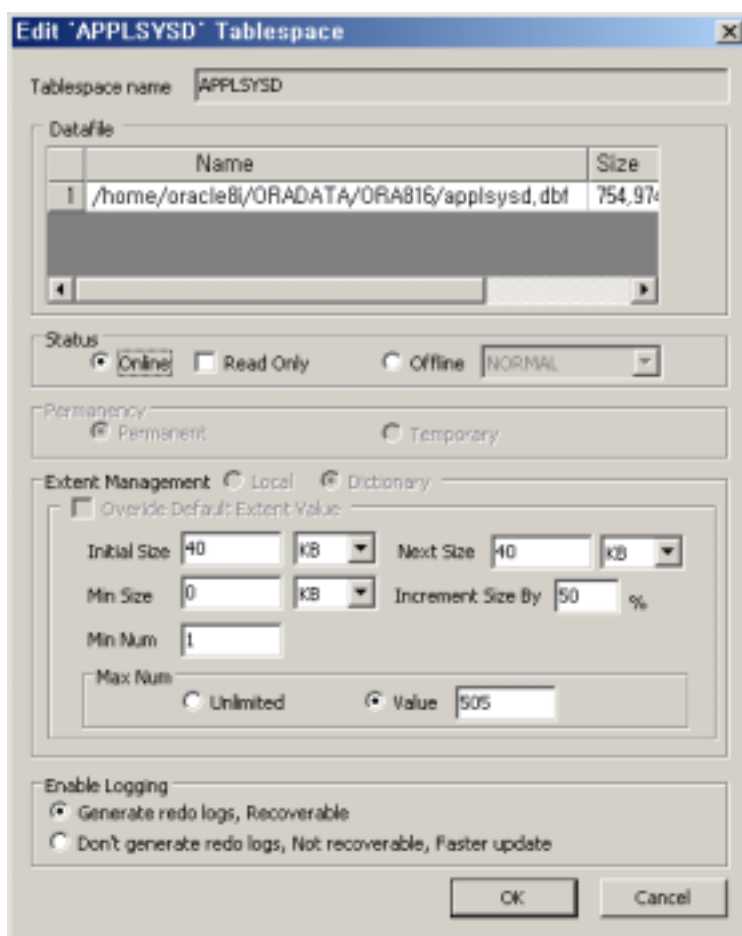 Edit 'APPLSYSD' Tablespace
Tablespace name APPLSYSD
Datafile
Name Size
1 /home/oracle8i/ORADATA/ORA816/applsysd.dbf 754,974
Status
Online Read Only Offline NORMAL
Permanency
Permanent Temporary
Extent Management Local Dictionary
Overide Default Extent Value
Initial Size 40 KB Next Size 40 KB
Min Size 0 KB Increment Size By 50 %
Min Num 1
Max Num
Unlimited Value 505
Enable Logging
Generate redo logs, Recoverable
Don't generate redo logs, Not recoverable, Faster update
OK Cancel